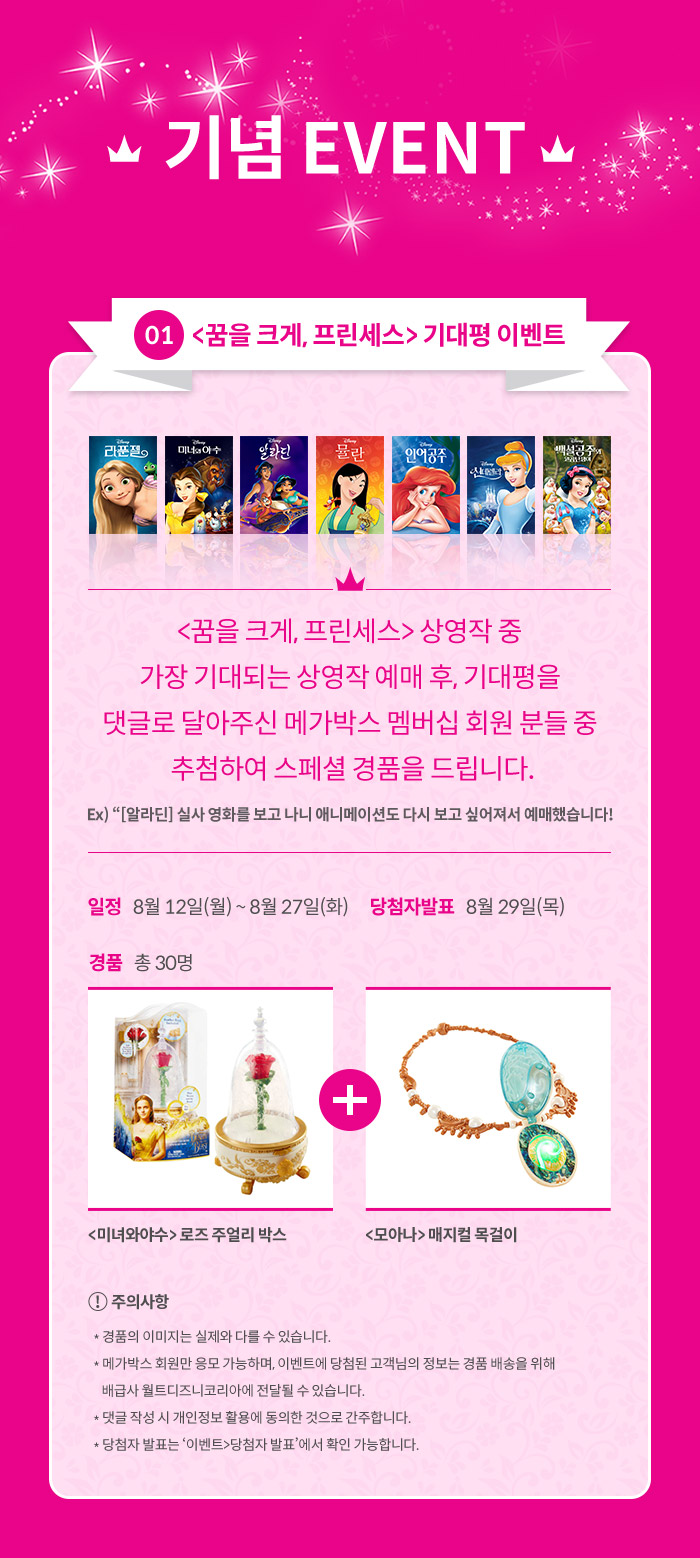 기념 EVENT
01 <꿈을 크게, 프린세스> 기대평 이벤트
Disney
라푼젤
Disney
미녀와 야수
Disney
알라딘
Disney
뮬란
Disney
인어공주
Disney
신데렐라
Disney
백설공주와
<꿈을 크게, 프린세스> 상영작 중
가장 기대되는 상영작 예매 후, 기대평을
댓글로 달아주신 메가박스 멤버십 회원 분들 중
추첨하여 스페셜 경품을 드립니다.
Ex) “[알라딘] 실사 영화를 보고 나니 애니메이션도 다시 보고 싶어져서 예매했습니다!
일정 8월 12일(월) ~ 8월 27일(화) 당첨자발표 8월 29일(목)
경품 총 30명
<미녀와야수> 로즈 주얼리 박스
<모아나> 매지컬 목걸이
! 주의사항
* 경품의 이미지는 실제와 다를 수 있습니다.
* 메가박스 회원만 응모 가능하며, 이벤트에 당첨된 고객님의 정보는 경품 배송을 위해
배급사 월트디즈니코리아에 전달될 수 있습니다.
* 댓글 작성 시 개인정보 활용에 동의한 것으로 간주합니다.
* 당첨자 발표는 ‘이벤트>당첨자 발표’에서 확인 가능합니다.